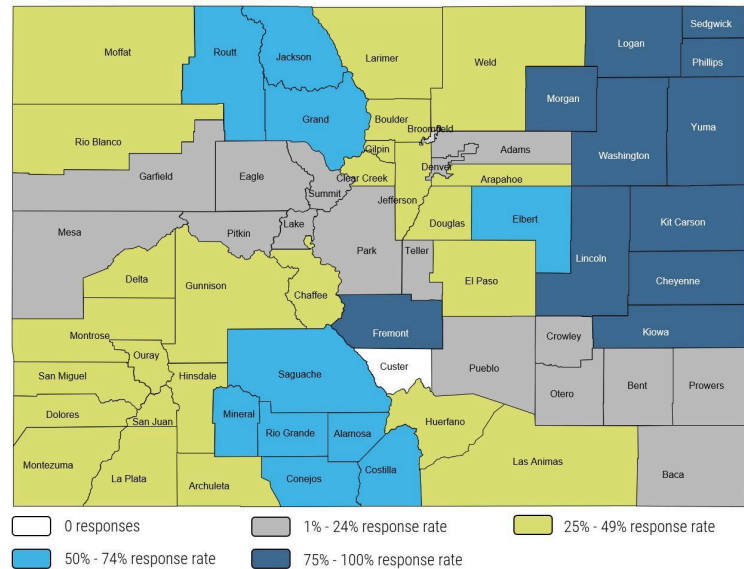 Sedgwick
Moffat
Routt
Jackson
Larimer
Logan
Phillips
Weld
Morgan
Grand
Boulder
Broomfield
Yuma
Rio Blanco
Gilpin
Adams
Washington
Denver
Garfield
Eagle
Clear Creek
Arapahoe
Summit
Jefferson
Elbert
Douglas
Kit Carson
Mesa
Pitkin
Lake
Park
Teller
Lincoln
Delta
Gunnison
El Paso
Cheyenne
Chaffee
Montrose
Fremont
Crowley
Kiowa
Ouray
Custer
Pueblo
San Miguel
Hinsdale
Saguache
Otero
Bent
Prowers
Dolores
Mineral
San Juan
Huerfano
Rio Grande
Alamosa
Montezuma
La Plata
Las Animas
Costilla
Conejos
Archuleta
Baca
0 responses
1% - 24% response rate
25% - 49% response rate
50% - 74% response rate
75% - 100% response rate